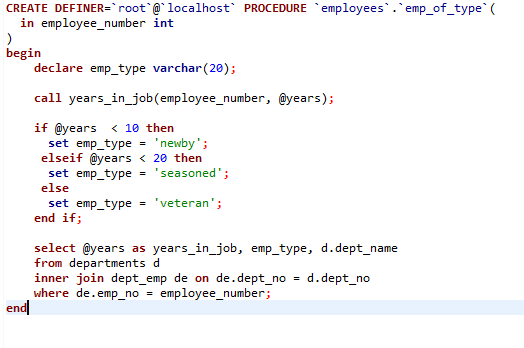 CREATE DEFINER=`root`@`localhost` PROCEDURE `employees`.`emp_of_type`(
  in employee_number int
)
begin
    declare emp_type varchar(20);

    call years_in_job(employee_number, @years);

    if @years  < 10 then
      set emp_type = 'newby';
     elseif @years < 20 then
      set emp_type = 'seasoned';
     else
      set emp_type = 'veteran';
    end if;

    select @years as years_in_job, emp_type, d.dept_name
    from departments d
    inner join dept_emp de on de.dept_no = d.dept_no
    where de.emp_no = employee_number;
end